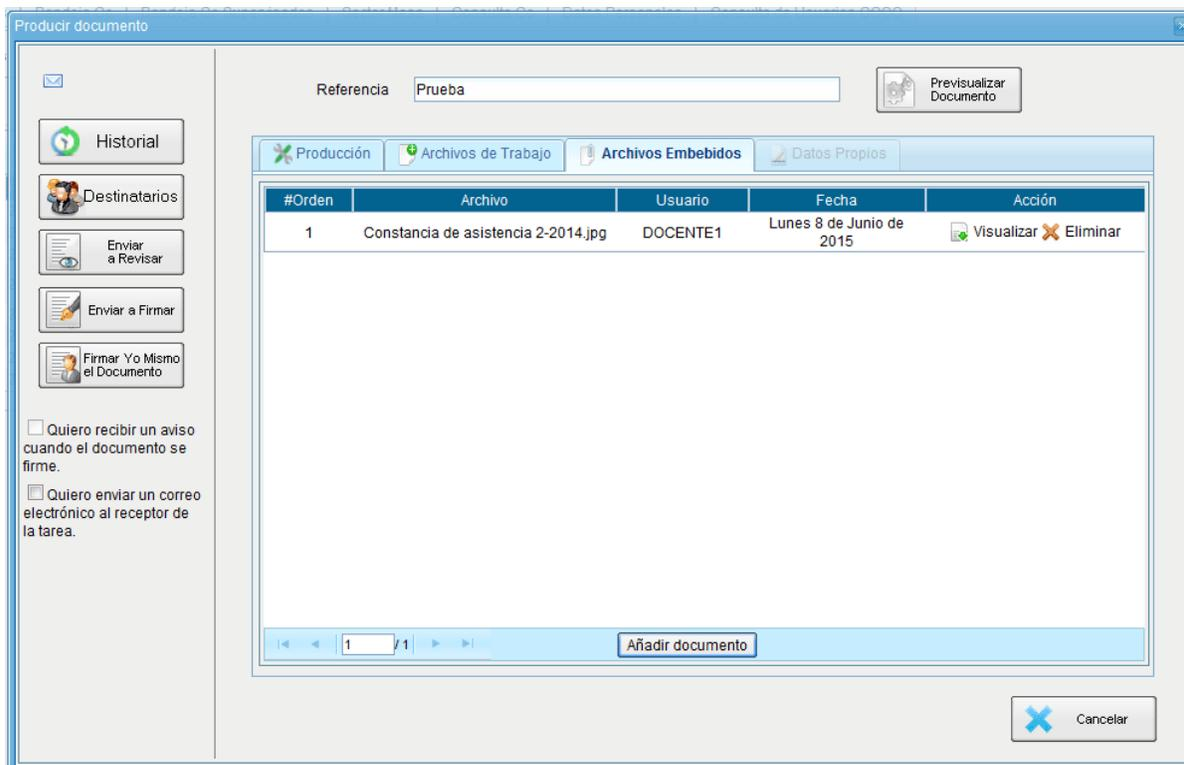 Producir documento
Referencia Prueba
Previsualizar
Documento
Historial
Destinatarios
Enviar
a Revisar
Enviar a Firmar
Firmar Yo Mismo
el Documento
Quiero recibir un aviso
cuando el documento se
firme.
Quiero enviar un correo
electrónico al receptor de
la tarea.
Producción Archivos de Trabajo Archivos Embebidos Datos Propios
#Orden Archivo Usuario Fecha Acción
1 Constancia de asistencia 2-2014.jpg DOCENTE1 Lunes 8 de Junio de
2015 Visualizar Eliminar
1 / 1 Añadir documento
Cancelar